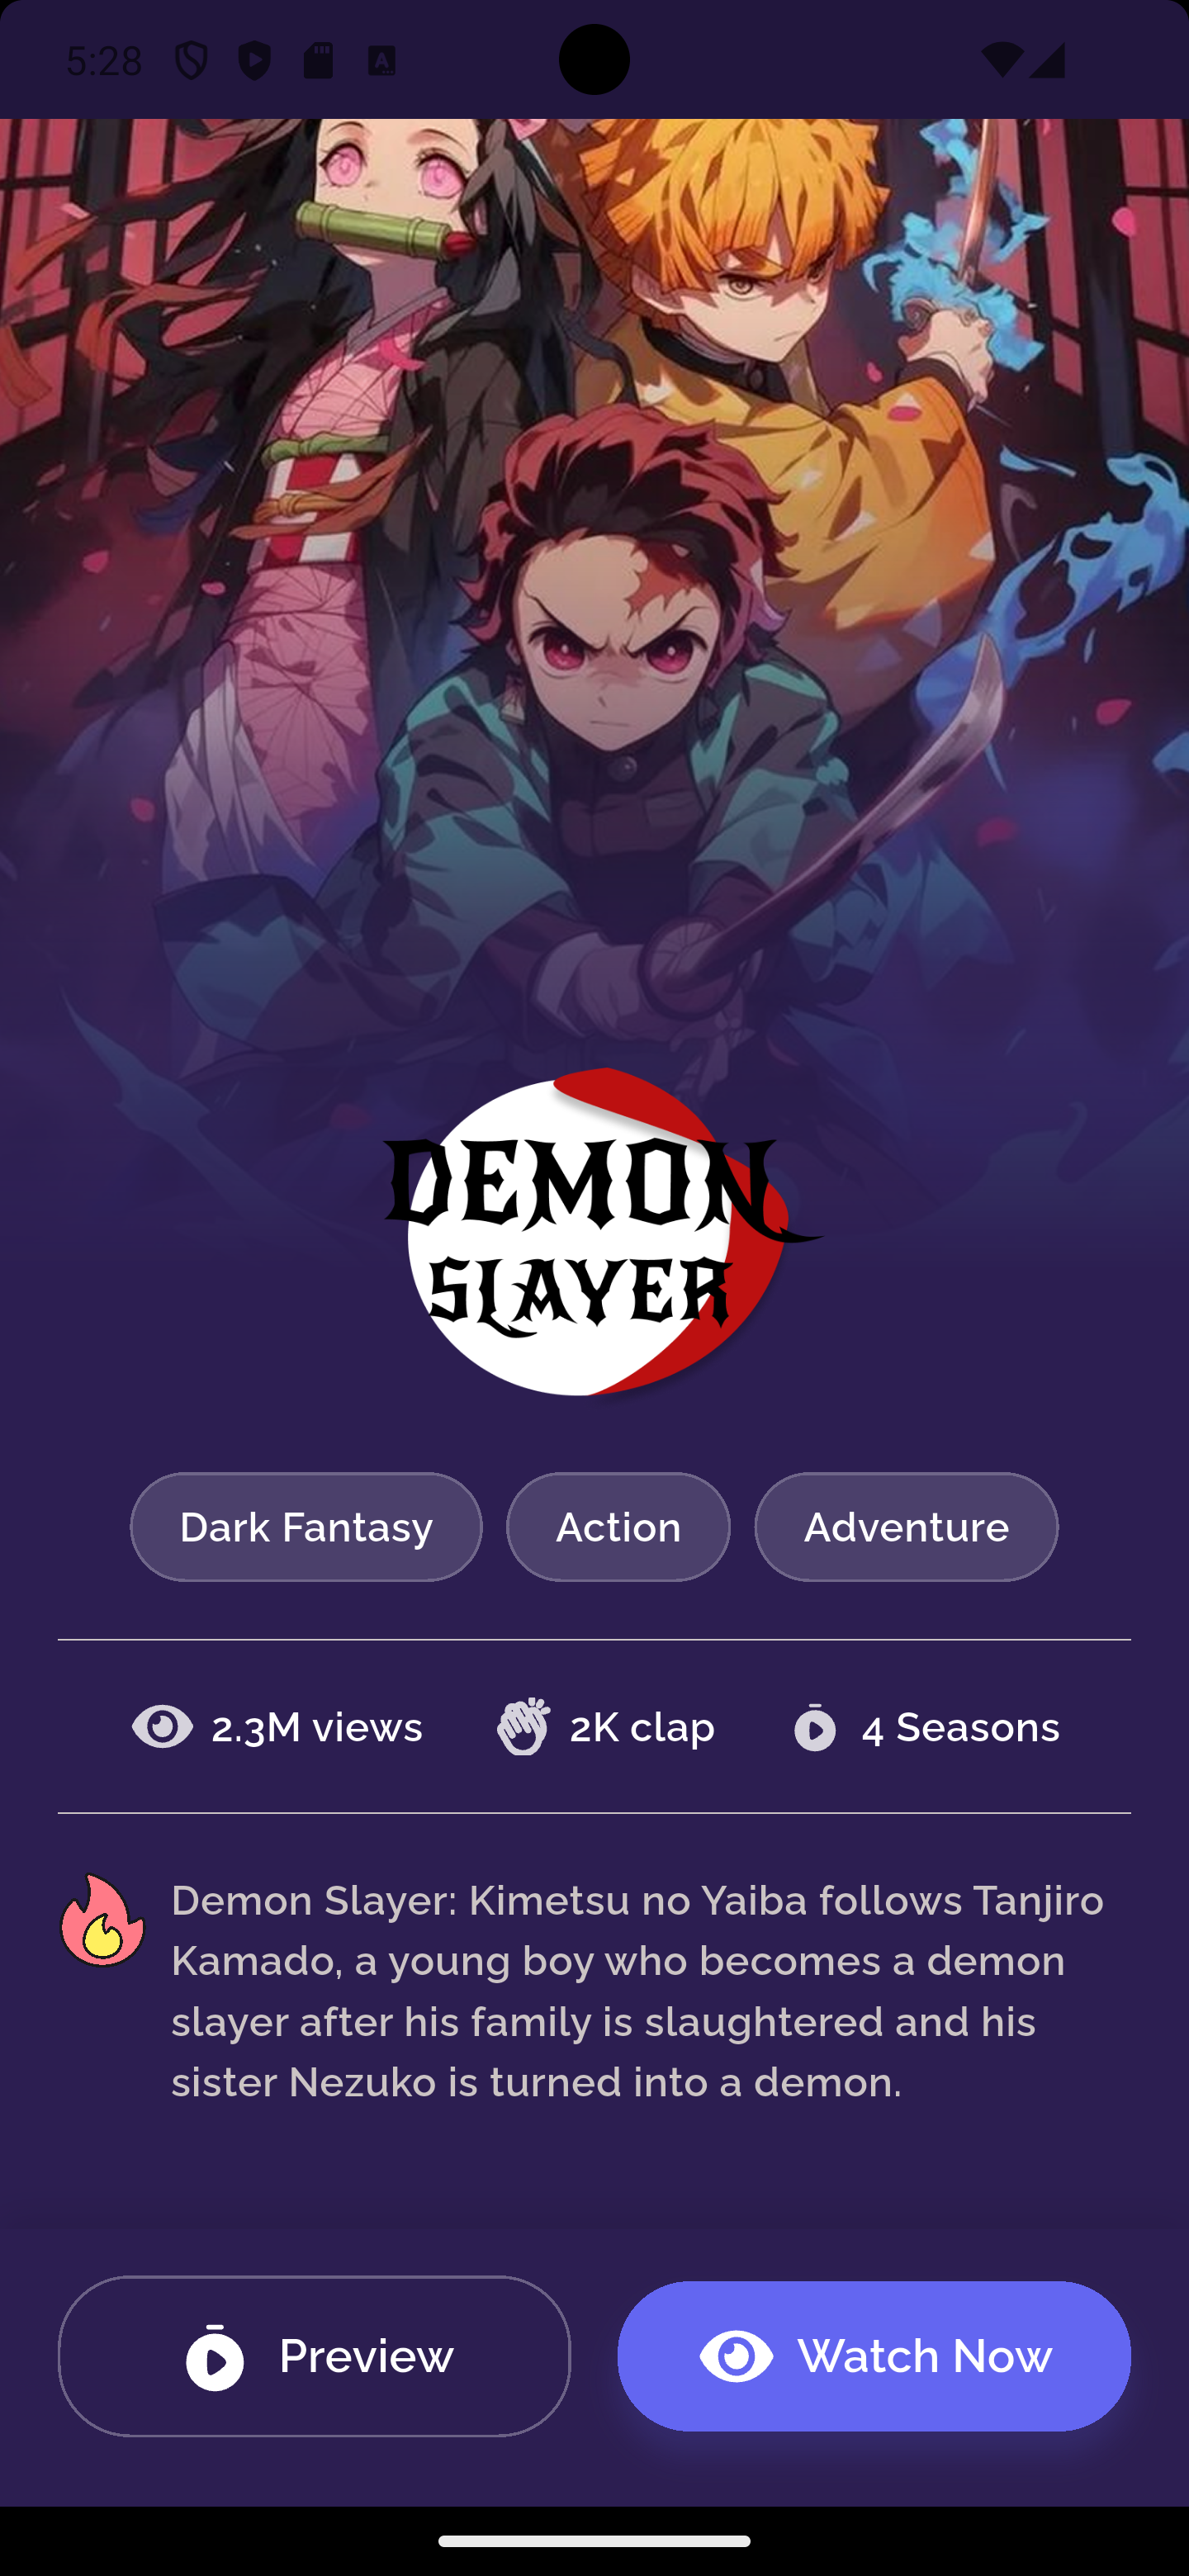 5:28
DEMON
SLAYER
Dark Fantasy Action Adventure
2.3M views 2K clap 4 Seasons
Demon Slayer: Kimetsu no Yaiba follows Tanjiro
Kamado, a young boy who becomes a demon
slayer after his family is slaughtered and his
sister Nezuko is turned into a demon.
Preview Watch Now